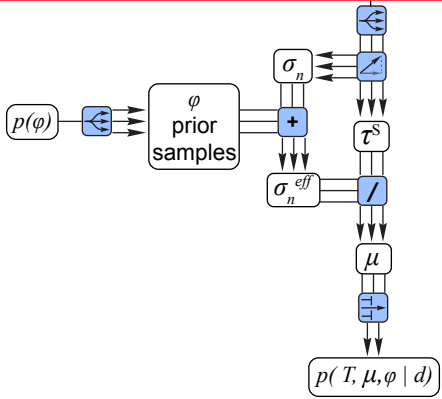 σₙ
p(φ)
φ
prior
samples
+
τˢ
σₙᵉᶠᶠ
/
μ
p( T, μ,φ | d)